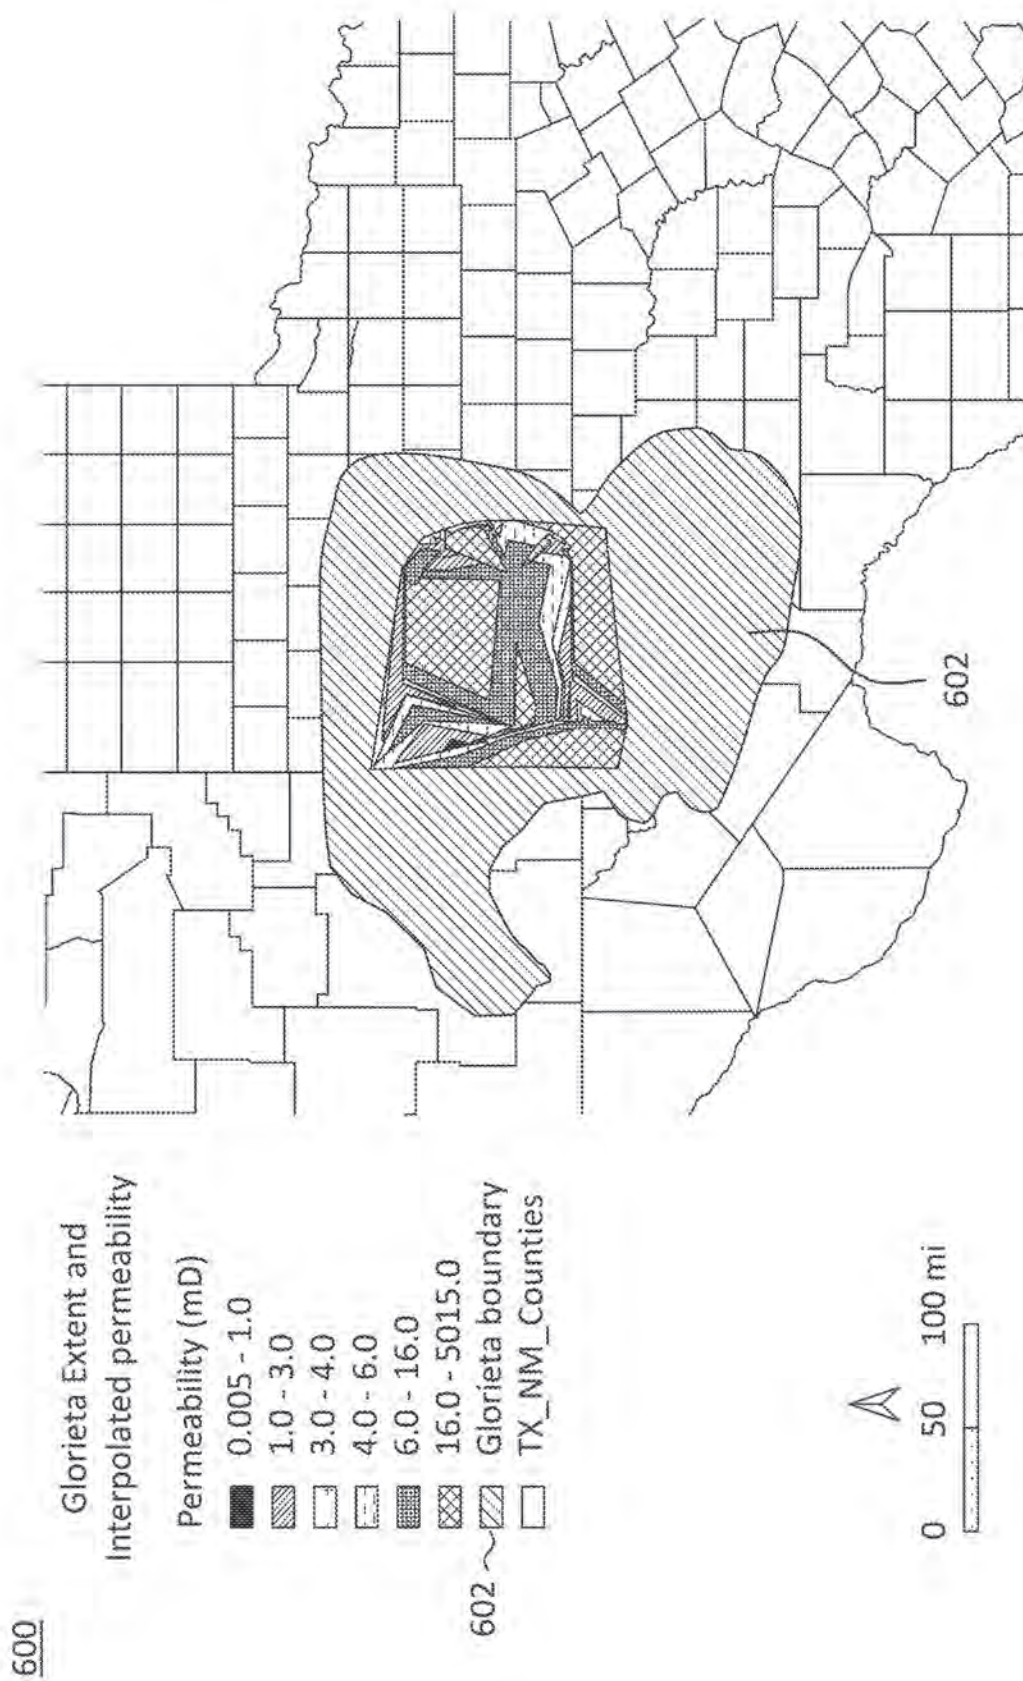 600
Glorieta Extent and
Interpolated permeability
Permeability (mD)
0.005 - 1.0
1.0 - 3.0
3.0 - 4.0
4.0 - 6.0
6.0 - 16.0
16.0 - 5015.0
602 ~ Glorieta boundary
TX_NM_Counties
0 50 100 mi
602